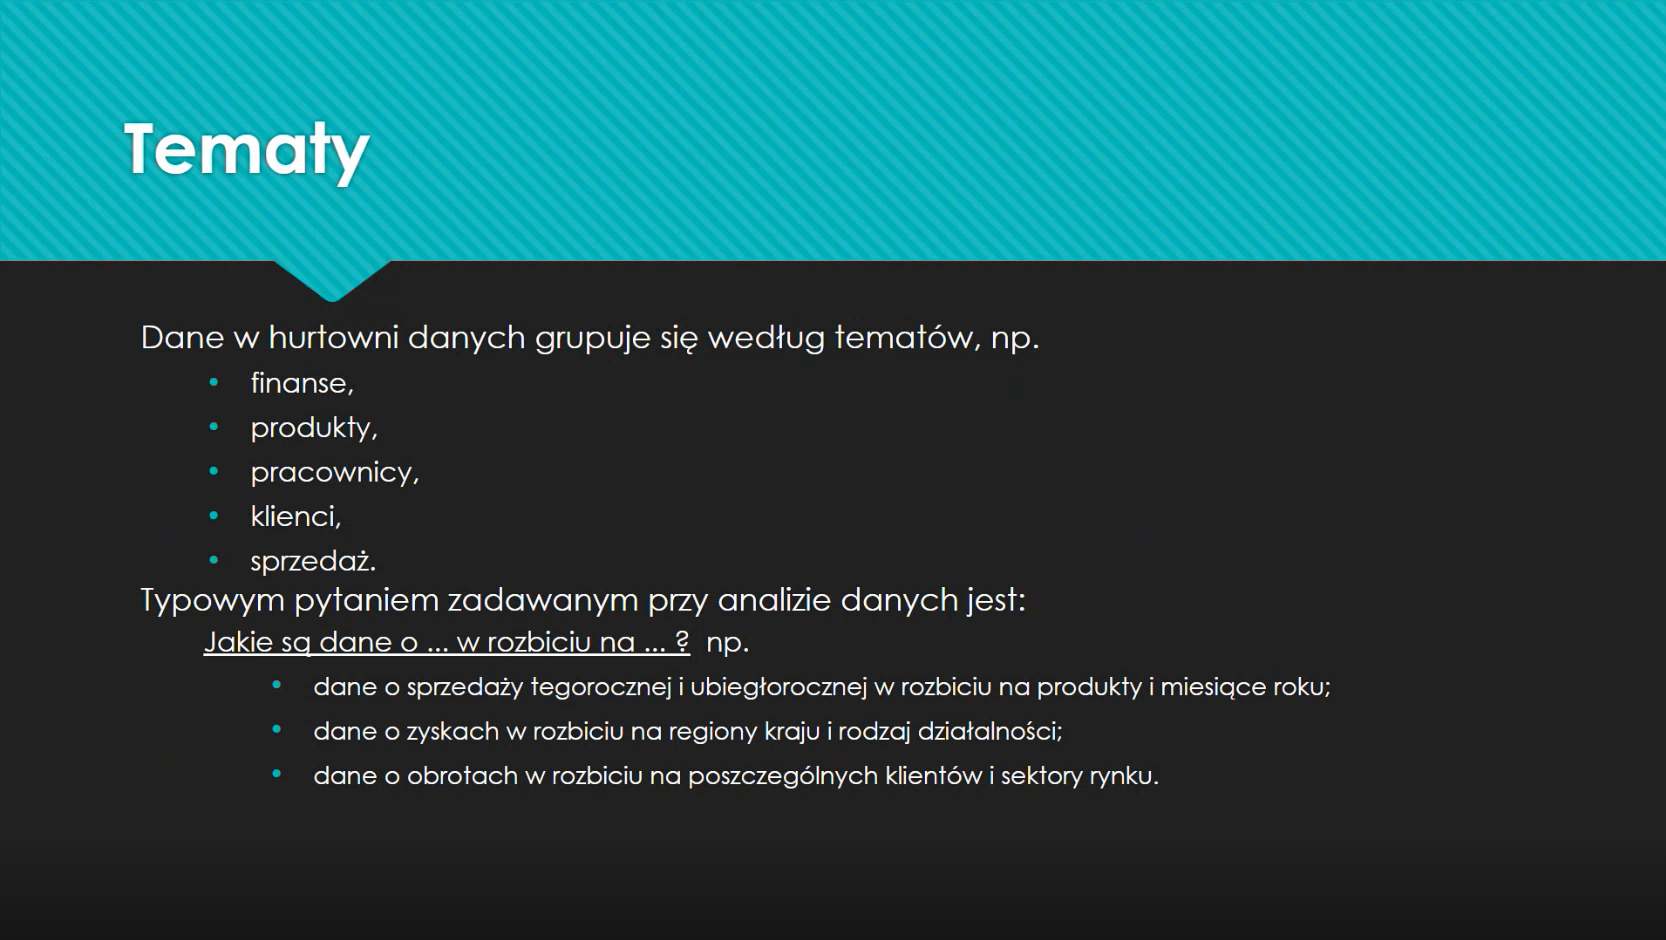 Tematy
Dane w hurtowni danych grupuje się według tematów, np.
• finanse,
• produkty,
• pracownicy,
• klienci,
• sprzedaż.
Typowym pytaniem zadawanym przy analizie danych jest:
Jakie są dane o ... w rozbiciu na ... ? np.
• dane o sprzedaży tegorocznej i ubiegłorocznej w rozbiciu na produkty i miesiące roku;
• dane o zyskach w rozbiciu na regiony kraju i rodzaj działalności;
• dane o obrotach w rozbiciu na poszczególnych klientów i sektory rynku.